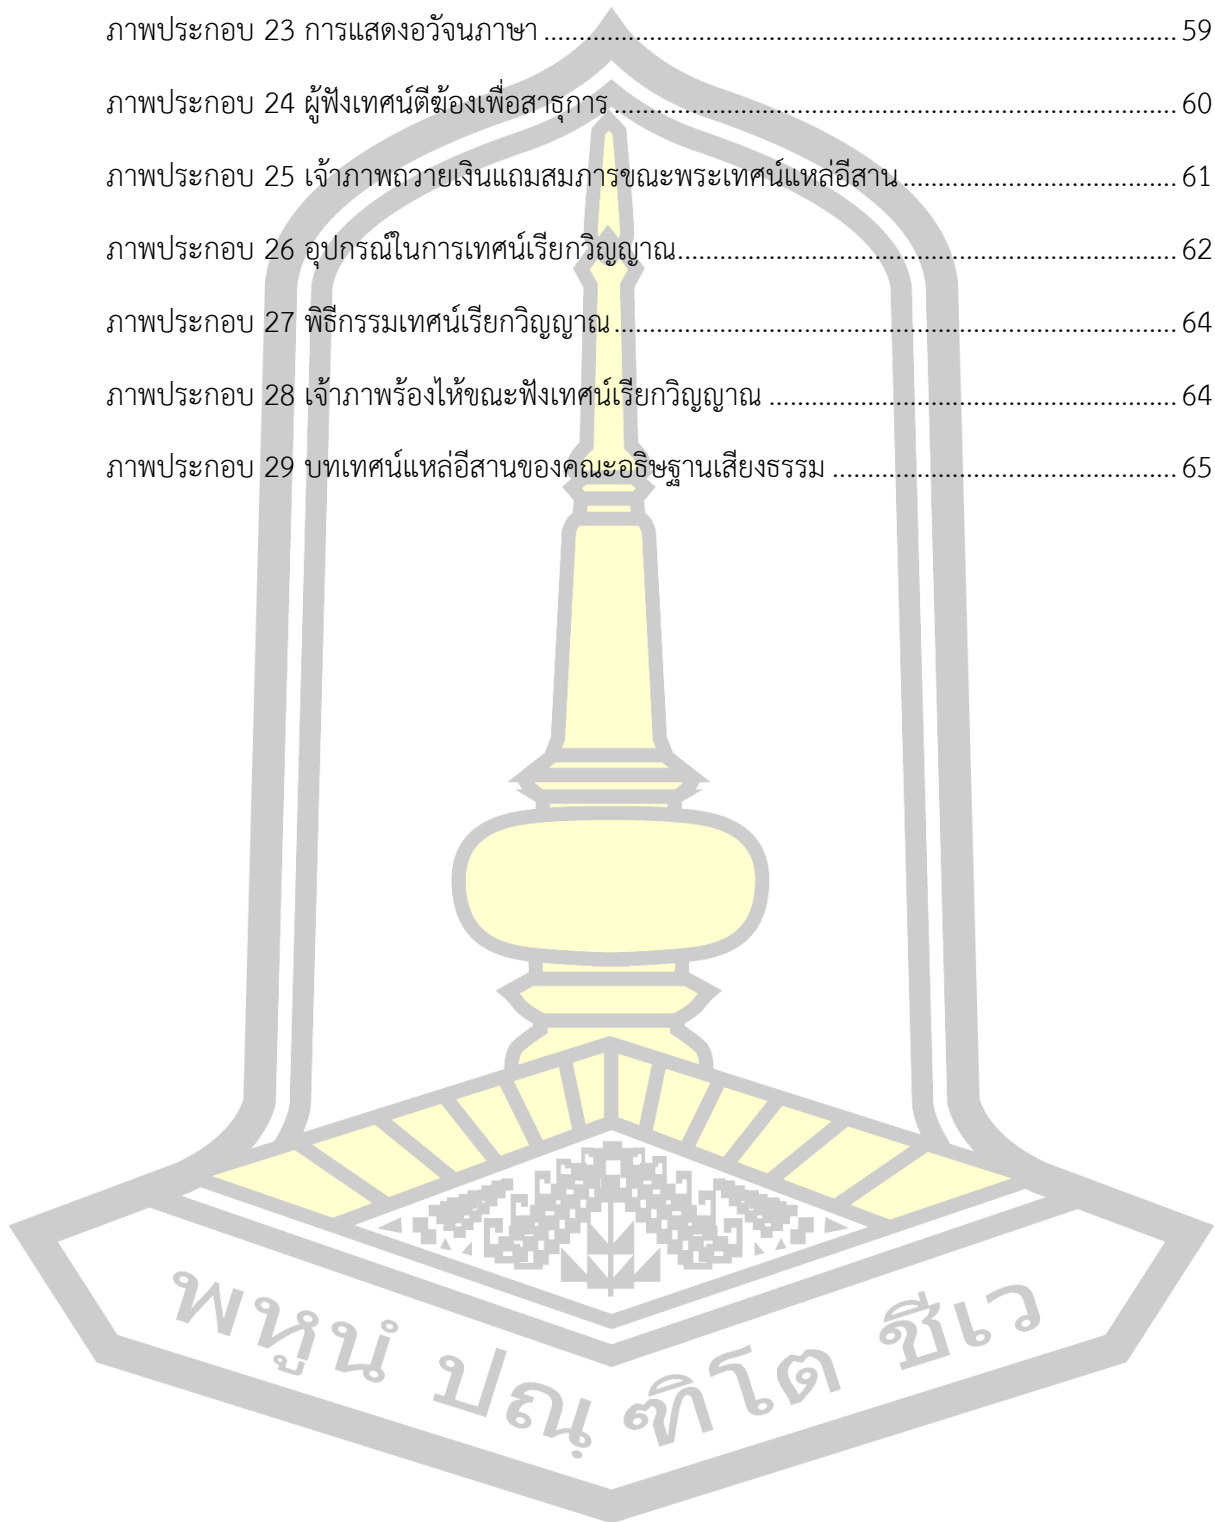 ภาพประกอบ 23 การแสดงอวัจนภาษา .......................................................................................... 59
ภาพประกอบ 24 ผู้ฟังเทศน์ตีฆ้องเพื่อสาธุการ ................................................................................ 60
ภาพประกอบ 25 เจ้าภาพถวายเงินแถมสมภารขณะพระเทศน์แหล่อีสาน ....................................... 61
ภาพประกอบ 26 อุปกรณ์ในการเทศน์เรียกวิญญาณ ...................................................................... 62
ภาพประกอบ 27 พิธีกรรมเทศน์เรียกวิญญาณ ................................................................................ 64
ภาพประกอบ 28 เจ้าภาพร้องไห้ขณะฟังเทศน์เรียกวิญญาณ .......................................................... 64
ภาพประกอบ 29 บทเทศน์แหล่อีสานของคณะอธิษฐานเสียงธรรม ................................................. 65
พหูนํ ปณฺฑิโต ชีเว